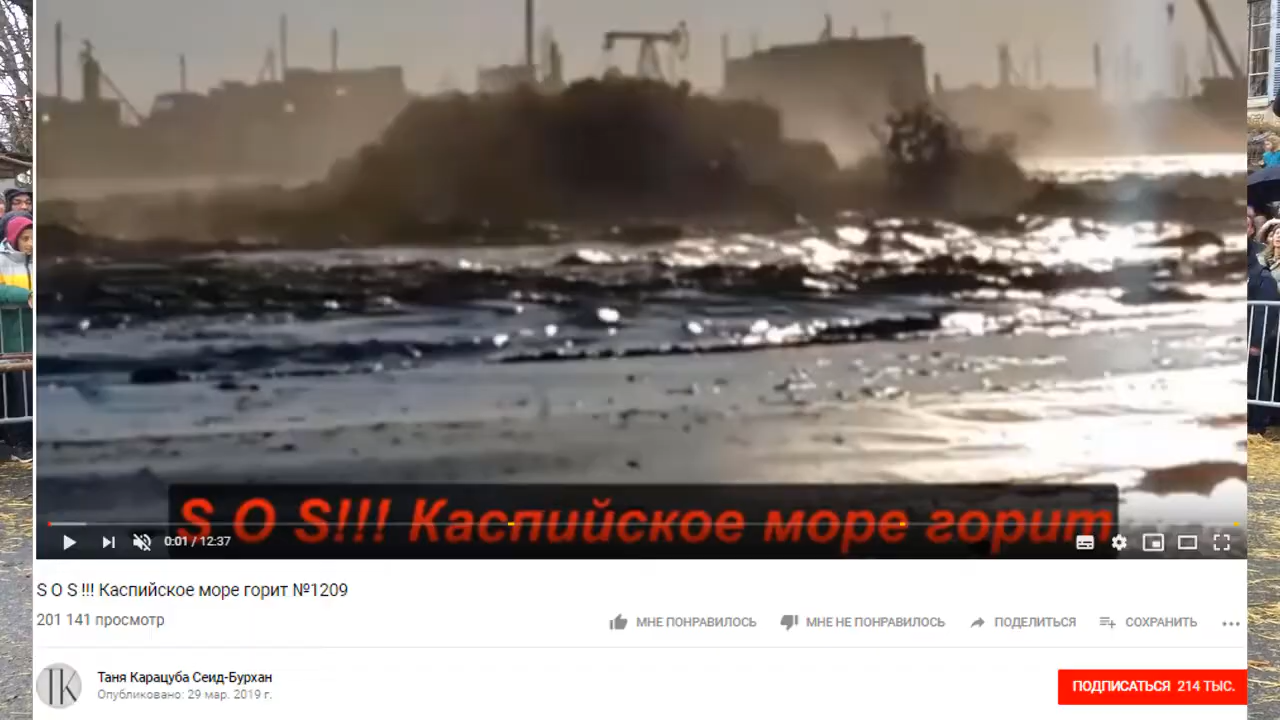 S O S!!! Каспийское море горит
0:01 / 12:37
S O S !!! Каспийское море горит №1209
201 141 просмотр
МНЕ ПОНРАВИЛОСЬ МНЕ НЕ ПОНРАВИЛОСЬ ПОДЕЛИТЬСЯ СОХРАНИТЬ
TK
Таня Карацуба Сеид-Бурхан
Опубликовано: 29 мар. 2019 г.
ПОДПИСАТЬСЯ 214 ТЫС.